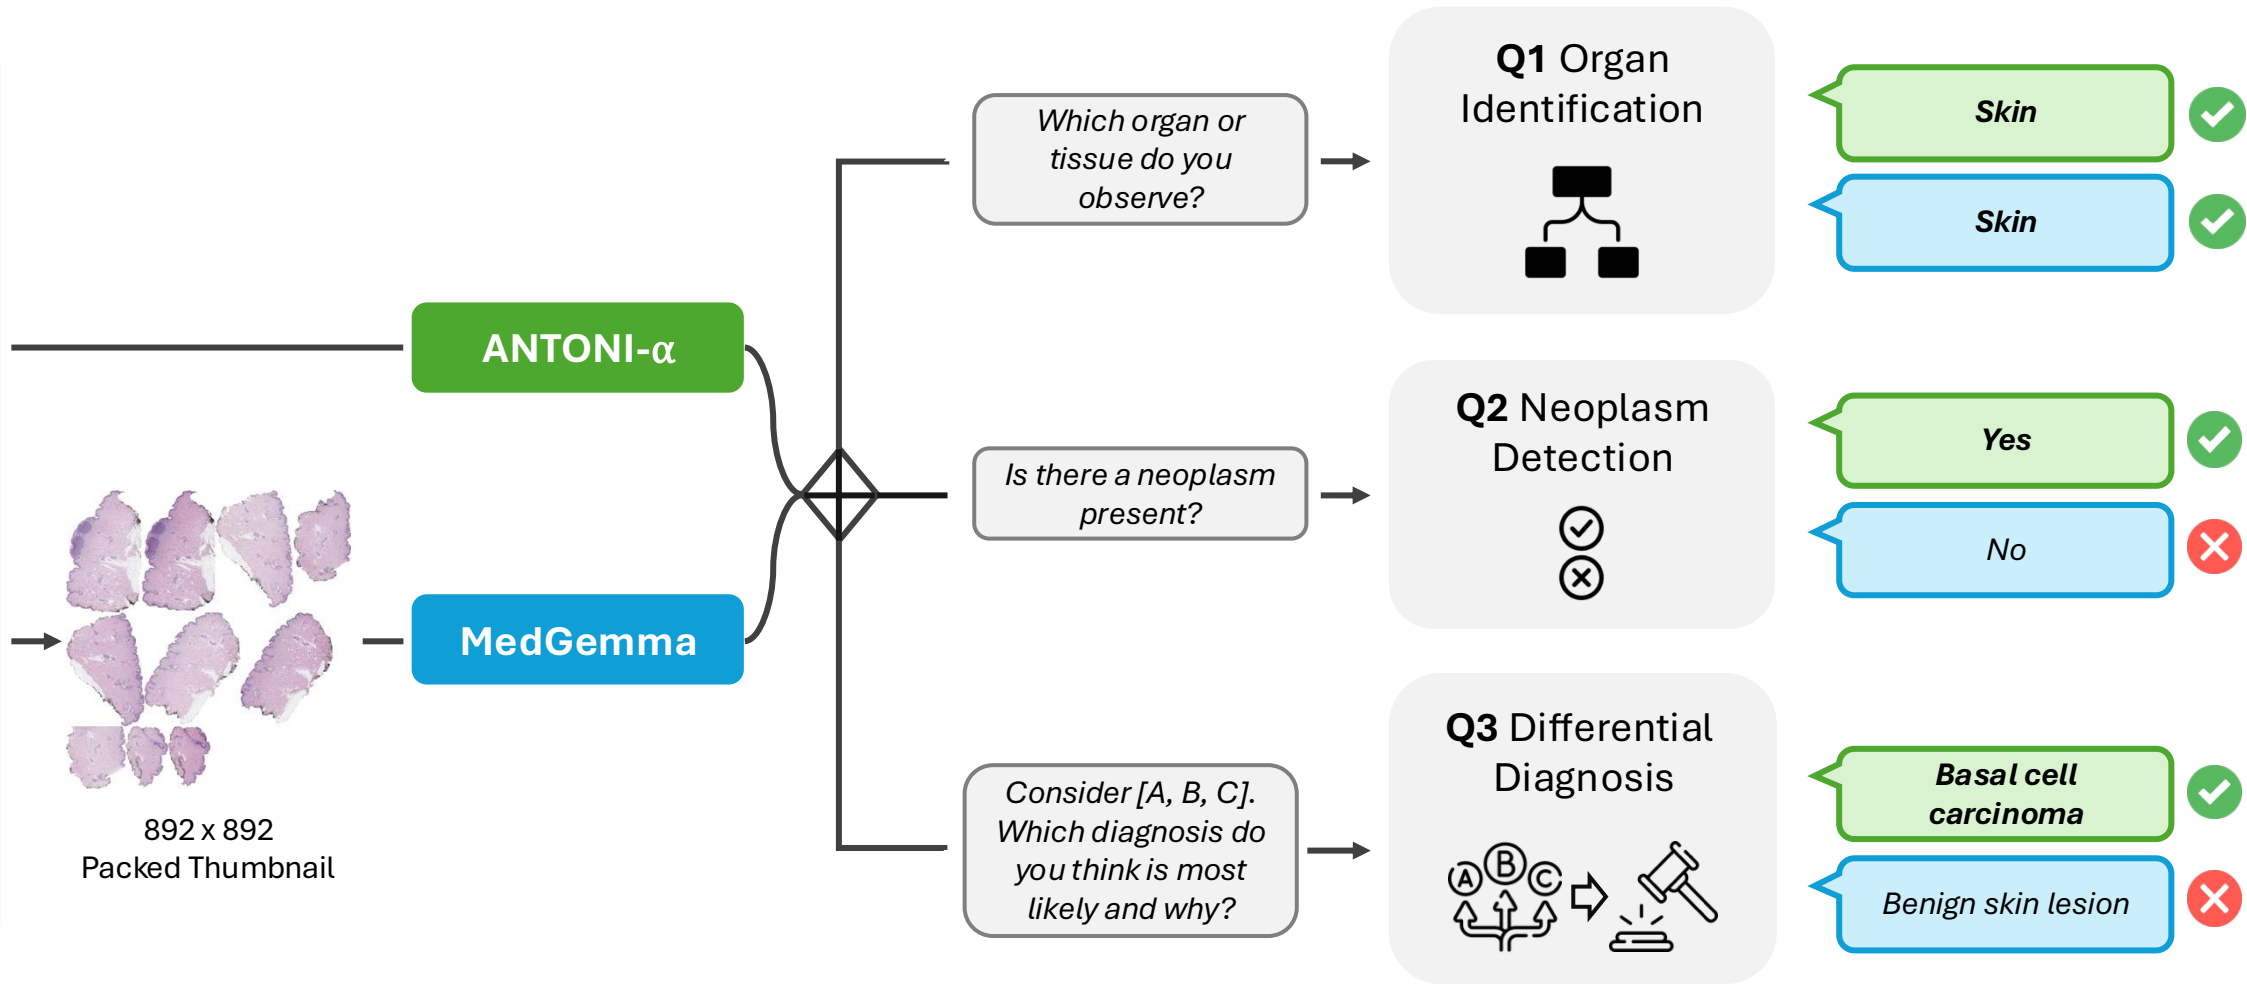 ANTONI-α
MedGemma
892 x 892
Packed Thumbnail
Which organ or
tissue do you
observe?
Q1 Organ
Identification
Skin
Skin
Is there a neoplasm
present?
Q2 Neoplasm
Detection
Yes
No
Consider [A, B, C].
Which diagnosis do
you think is most
likely and why?
Q3 Differential
Diagnosis
A
B
C
Basal cell
carcinoma
Benign skin lesion